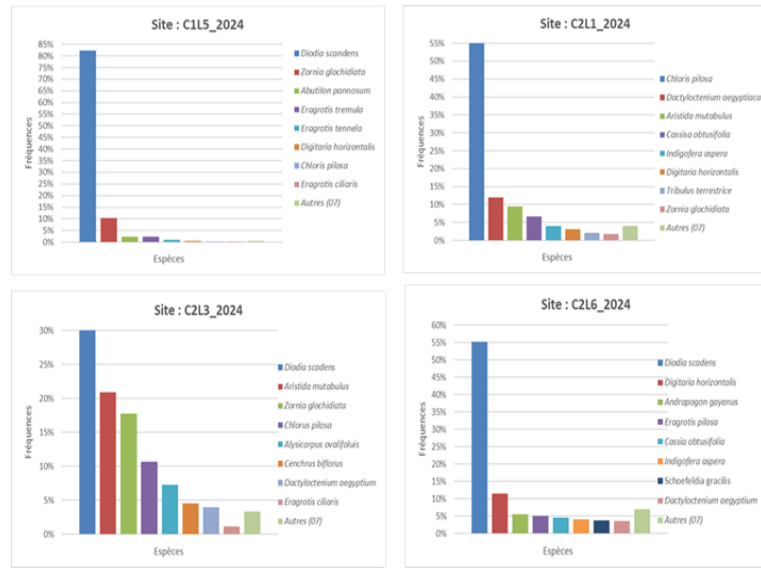 Site : C1L5_2024
85%
80%
75%
70%
65%
60%
55%
50%
45%
40%
35%
30%
25%
20%
15%
10%
5%
0%
Fréquences
Espèces
Diodia scandens
Zornia glochidiata
Abutilon pannosum
Eragrotis tremula
Eragrotis tennela
Digitaria horizontalis
Chloris pilosa
Eragrotis ciliaris
Autres (07)
Site : C2L1_2024
55%
50%
45%
40%
35%
30%
25%
20%
15%
10%
5%
0%
Fréquences
Espèces
Chloris pilosa
Dactyloctenium aegyptiaca
Aristida mutabulus
Cassisa obtusifolia
Indigofera aspera
Digitaria horizontalis
Tribulus terrestrice
Zornia glochidiata
Autres (07)
Site : C2L3_2024
30%
25%
20%
15%
10%
5%
0%
Fréquences
Espèces
Diodia scadens
Aristida mutabulus
Zornia glochidiata
Chlorus pilosa
Alysicarpus ovalifoluis
Cenchrus biflorus
Dactyloctenium aegyptium
Eragrotis ciliaris
Autres (07)
Site : C2L6_2024
60%
55%
50%
45%
40%
35%
30%
25%
20%
15%
10%
5%
0%
Fréquences
Espèces
Diodia scadens
Digitaria horizontalis
Andrapogon gayanus
Eragrotis pilosa
Cassia obtusifolia
Indigofera aspera
Schoefeldia gracilis
Dactyloctenium aegyptium
Autres (07)